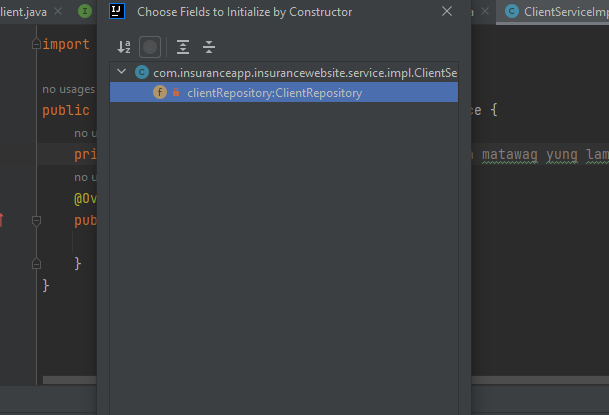 lient.java
IJ Choose Fields to Initialize by Constructor
ClientServiceImp
import
com.insuranceapp.insurancewebsite.service.impl.ClientSe
clientRepository:ClientRepository
no usages
public
ce {
no u
pri
matawag yung lam
no u
@Ov
pub
}
}